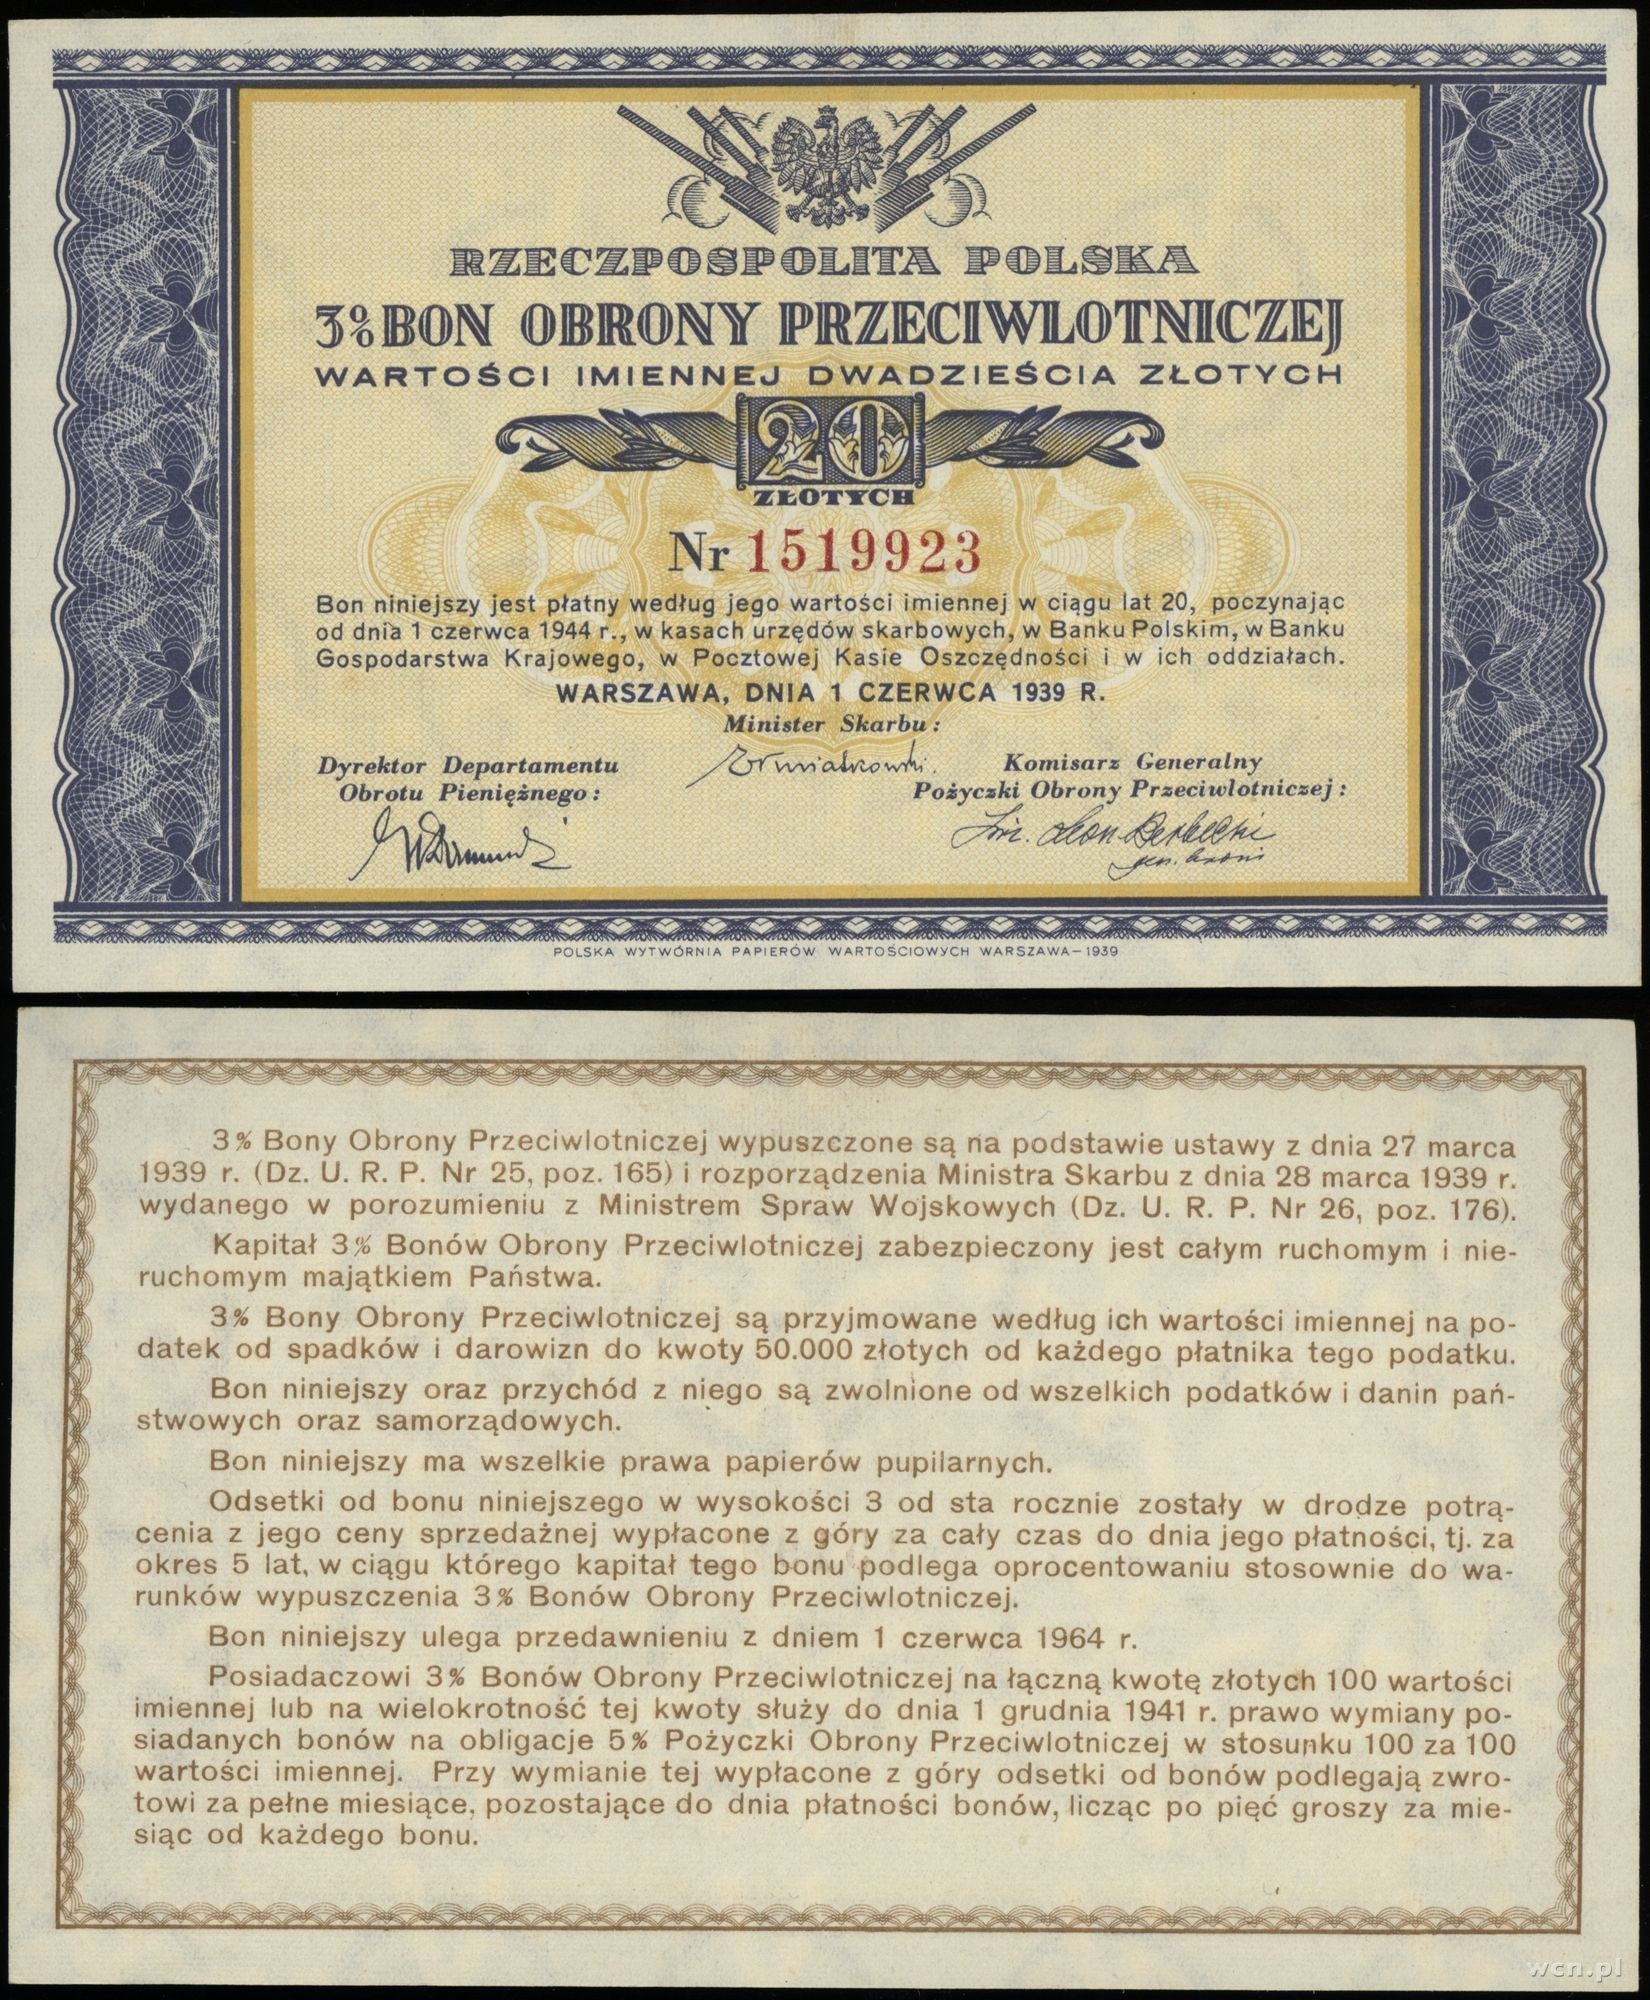 RZECZPOSPOLITA POLSKA
3% BON OBRONY PRZECIWLOTNICZEJ
WARTOŚCI IMIENNEJ DWADZIEŚCIA ZŁOTYCH
20
ZŁOTYCH
Nr 1519923
Bon niniejszy jest płatny według jego wartości imiennej w ciągu lat 20, poczynając
od dnia 1 czerwca 1944 r., w kasach urzędów skarbowych, w Banku Polskim, w Banku
Gospodarstwa Krajowego, w Pocztowej Kasie Oszczędności i w ich oddziałach.
WARSZAWA, DNIA 1 CZERWCA 1939 R.
Minister Skarbu:
Dyrektor Departamentu
Obrotu Pieniężnego:
Komisarz Generalny
Pożyczki Obrony Przeciwlotniczej:
Inż. Leon Berbecki
gen. broni
POLSKA WYTWÓRNIA PAPIERÓW WARTOŚCIOWYCH WARSZAWA—1939
3% Bony Obrony Przeciwlotniczej wypuszczone są na podstawie ustawy z dnia 27 marca
1939 r. (Dz. U. R. P. Nr 25, poz. 165) i rozporządzenia Ministra Skarbu z dnia 28 marca 1939 r.
wydanego w porozumieniu z Ministrem Spraw Wojskowych (Dz. U. R. P. Nr 26, poz. 176).
Kapitał 3% Bonów Obrony Przeciwlotniczej zabezpieczony jest całym ruchomym i nie-
ruchomym majątkiem Państwa.
3% Bony Obrony Przeciwlotniczej są przyjmowane według ich wartości imiennej na po-
datek od spadków i darowizn do kwoty 50.000 złotych od każdego płatnika tego podatku.
Bon niniejszy oraz przychód z niego są zwolnione od wszelkich podatków i danin pań-
stwowych oraz samorządowych.
Bon niniejszy ma wszelkie prawa papierów pupilarnych.
Odsetki od bonu niniejszego w wysokości 3 od sta rocznie zostały w drodze potrą-
cenia z jego ceny sprzedażnej wypłacone z góry za cały czas do dnia jego płatności, tj. za
okres 5 lat, w ciągu którego kapitał tego bonu podlega oprocentowaniu stosownie do wa-
runków wypuszczenia 3% Bonów Obrony Przeciwlotniczej.
Bon niniejszy ulega przedawnieniu z dniem 1 czerwca 1964 r.
Posiadaczowi 3% Bonów Obrony Przeciwlotniczej na łączną kwotę złotych 100 wartości
imiennej lub na wielokrotność tej kwoty służy do dnia 1 grudnia 1941 r. prawo wymiany po-
siadanych bonów na obligacje 5% Pożyczki Obrony Przeciwlotniczej w stosunku 100 za 100
wartości imiennej. Przy wymianie tej wypłacone z góry odsetki od bonów podlegają zwro-
towi za pełne miesiące, pozostające do dnia płatności bonów, licząc po pięć groszy za mie-
siąc od każdego bonu.
wcn.pl